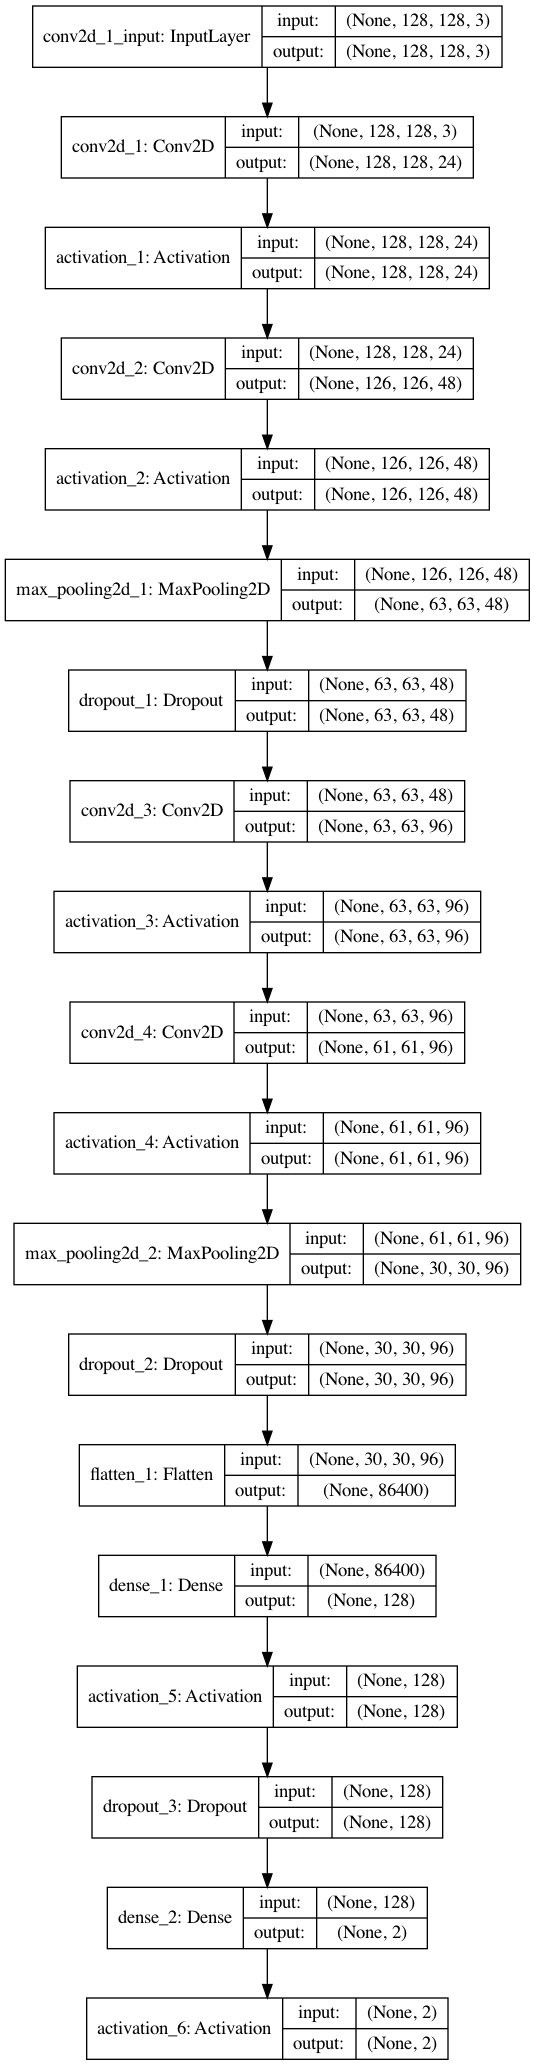 conv2d_1_input: InputLayer
input: (None, 128, 128, 3)
output: (None, 128, 128, 3)
conv2d_1: Conv2D
input: (None, 128, 128, 3)
output: (None, 128, 128, 24)
activation_1: Activation
input: (None, 128, 128, 24)
output: (None, 128, 128, 24)
conv2d_2: Conv2D
input: (None, 128, 128, 24)
output: (None, 126, 126, 48)
activation_2: Activation
input: (None, 126, 126, 48)
output: (None, 126, 126, 48)
max_pooling2d_1: MaxPooling2D
input: (None, 126, 126, 48)
output: (None, 63, 63, 48)
dropout_1: Dropout
input: (None, 63, 63, 48)
output: (None, 63, 63, 48)
conv2d_3: Conv2D
input: (None, 63, 63, 48)
output: (None, 63, 63, 96)
activation_3: Activation
input: (None, 63, 63, 96)
output: (None, 63, 63, 96)
conv2d_4: Conv2D
input: (None, 63, 63, 96)
output: (None, 61, 61, 96)
activation_4: Activation
input: (None, 61, 61, 96)
output: (None, 61, 61, 96)
max_pooling2d_2: MaxPooling2D
input: (None, 61, 61, 96)
output: (None, 30, 30, 96)
dropout_2: Dropout
input: (None, 30, 30, 96)
output: (None, 30, 30, 96)
flatten_1: Flatten
input: (None, 30, 30, 96)
output: (None, 86400)
dense_1: Dense
input: (None, 86400)
output: (None, 128)
activation_5: Activation
input: (None, 128)
output: (None, 128)
dropout_3: Dropout
input: (None, 128)
output: (None, 128)
dense_2: Dense
input: (None, 128)
output: (None, 2)
activation_6: Activation
input: (None, 2)
output: (None, 2)